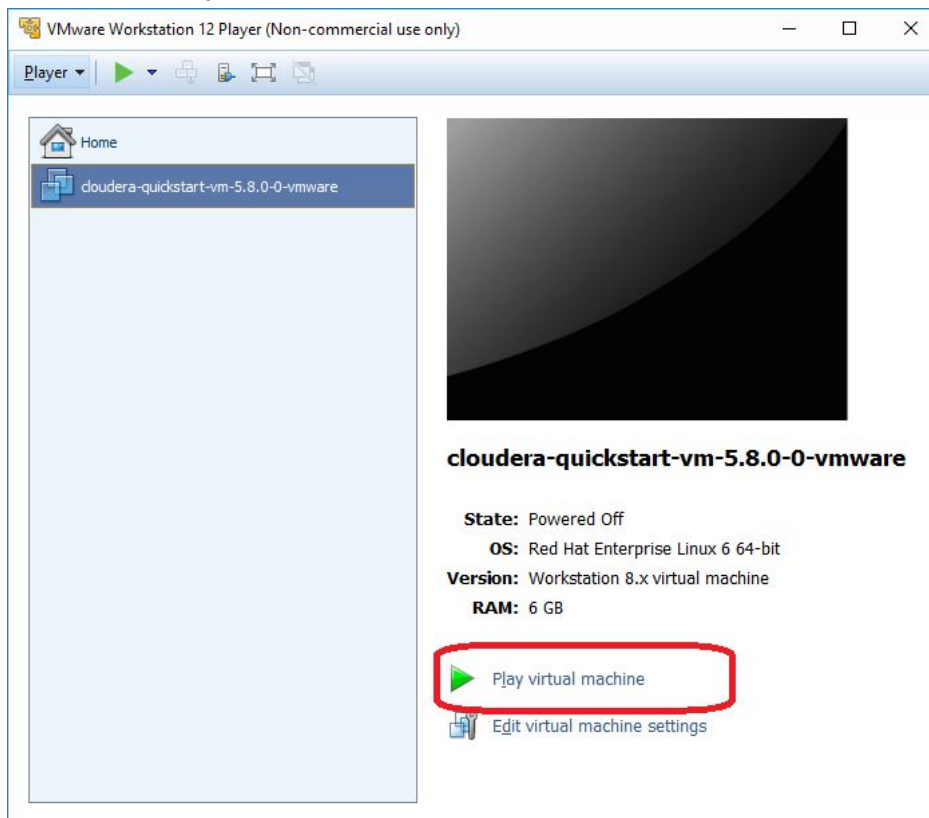 VMware Workstation 12 Player (Non-commercial use only)
Player
Home
cloudera-quickstart-vm-5.8.0-0-vmware
cloudera-quickstart-vm-5.8.0-0-vmware
State: Powered Off
OS: Red Hat Enterprise Linux 6 64-bit
Version: Workstation 8.x virtual machine
RAM: 6 GB
Play virtual machine
Edit virtual machine settings